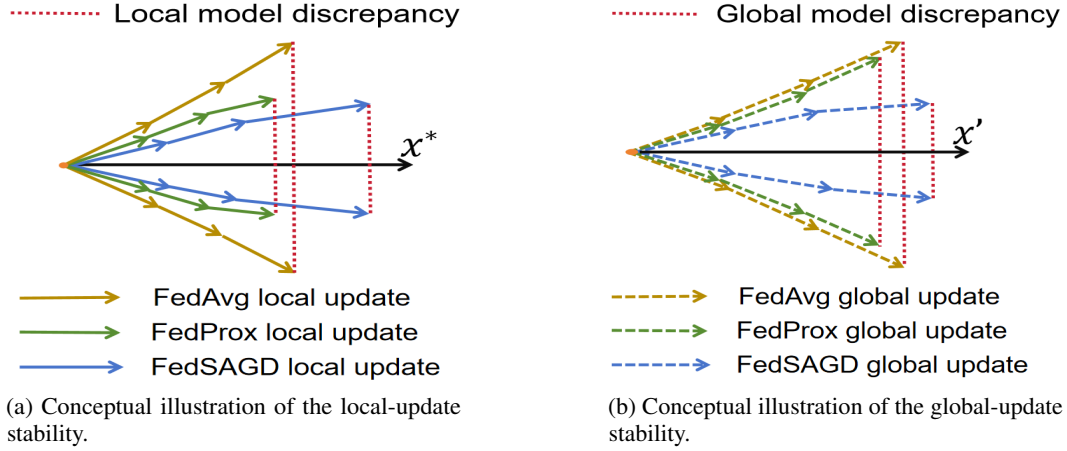 Local model discrepancy
x*
FedAvg local update
FedProx local update
FedSAGD local update
(a) Conceptual illustration of the local-update
stability.
Global model discrepancy
x’
FedAvg global update
FedProx global update
FedSAGD global update
(b) Conceptual illustration of the global-update
stability.